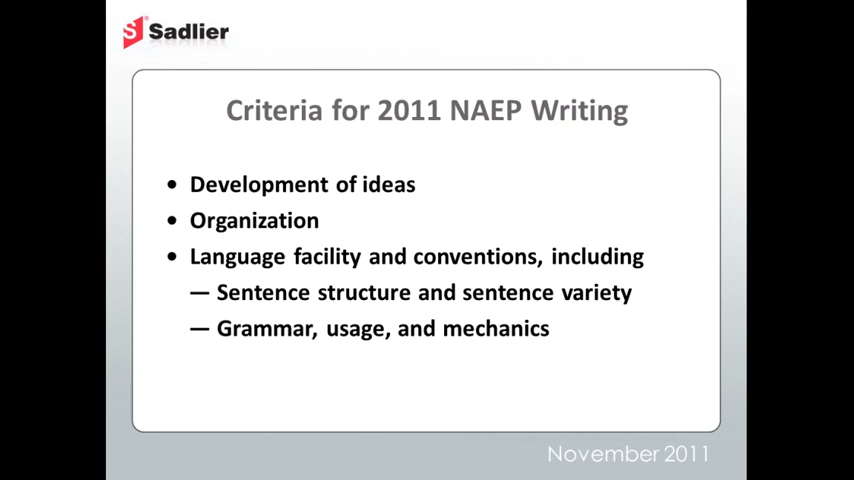 Sadlier
Criteria for 2011 NAEP Writing
• Development of ideas
• Organization
• Language facility and conventions, including
— Sentence structure and sentence variety
— Grammar, usage, and mechanics
November 2011